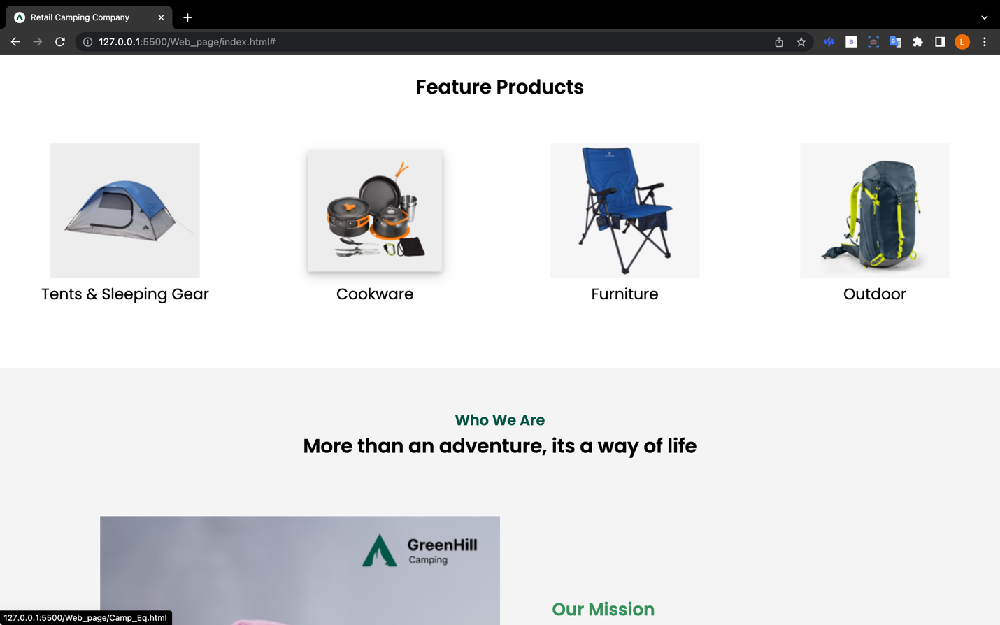 Retail Camping Company
127.0.0.1:5500/Web_page/index.html#
B
L
Feature Products
Tents & Sleeping Gear
Cookware
Furniture
Outdoor
Who We Are
More than an adventure, its a way of life
GreenHill
Camping
Our Mission
127.0.0.1:5500/Web_page/Camp_Eq.html